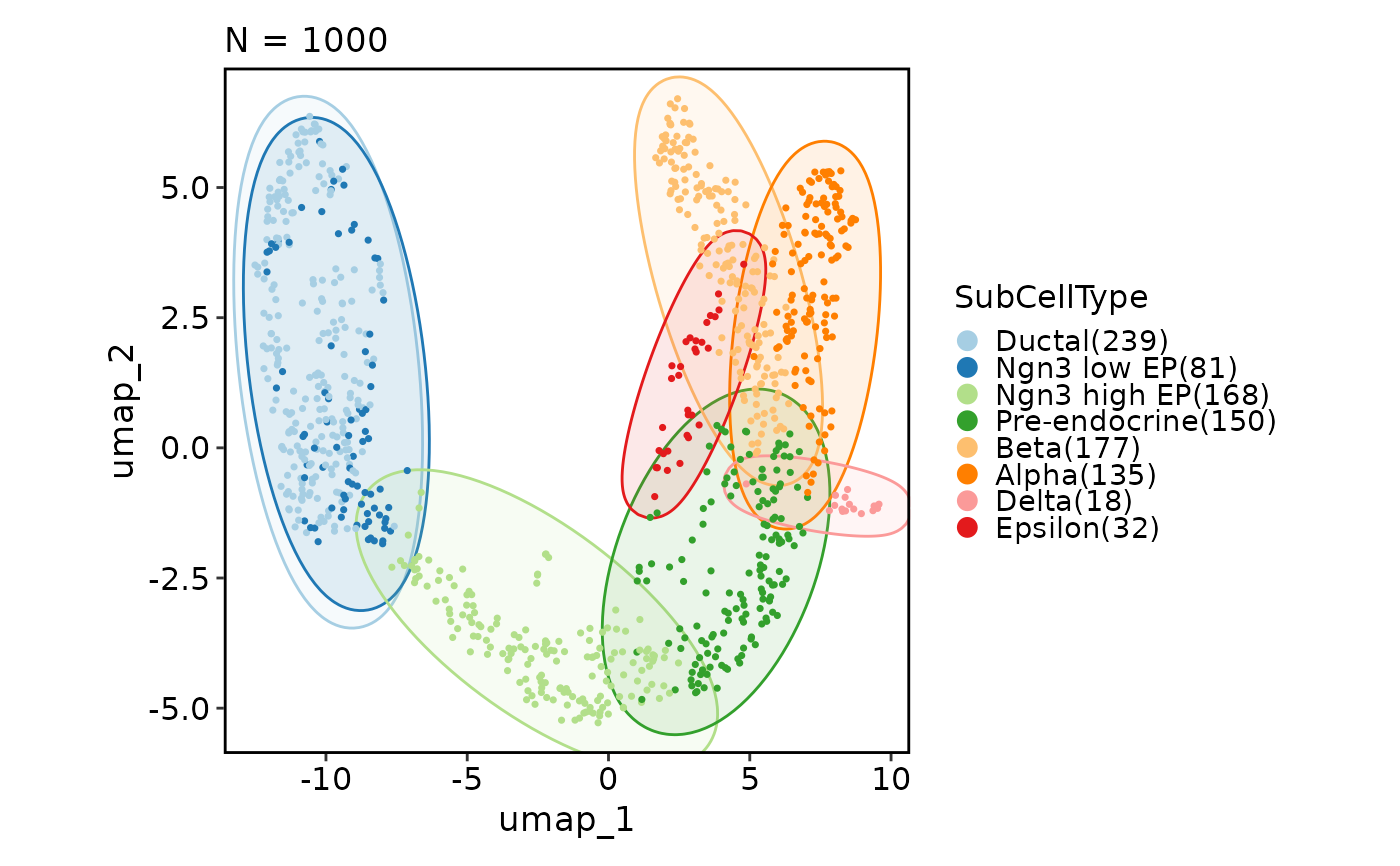 N = 1000
umap_2
5.0
2.5
0.0
-2.5
-5.0
-10
-5
0
5
10
umap_1
SubCellType
Ductal(239)
Ngn3 low EP(81)
Ngn3 high EP(168)
Pre-endocrine(150)
Beta(177)
Alpha(135)
Delta(18)
Epsilon(32)